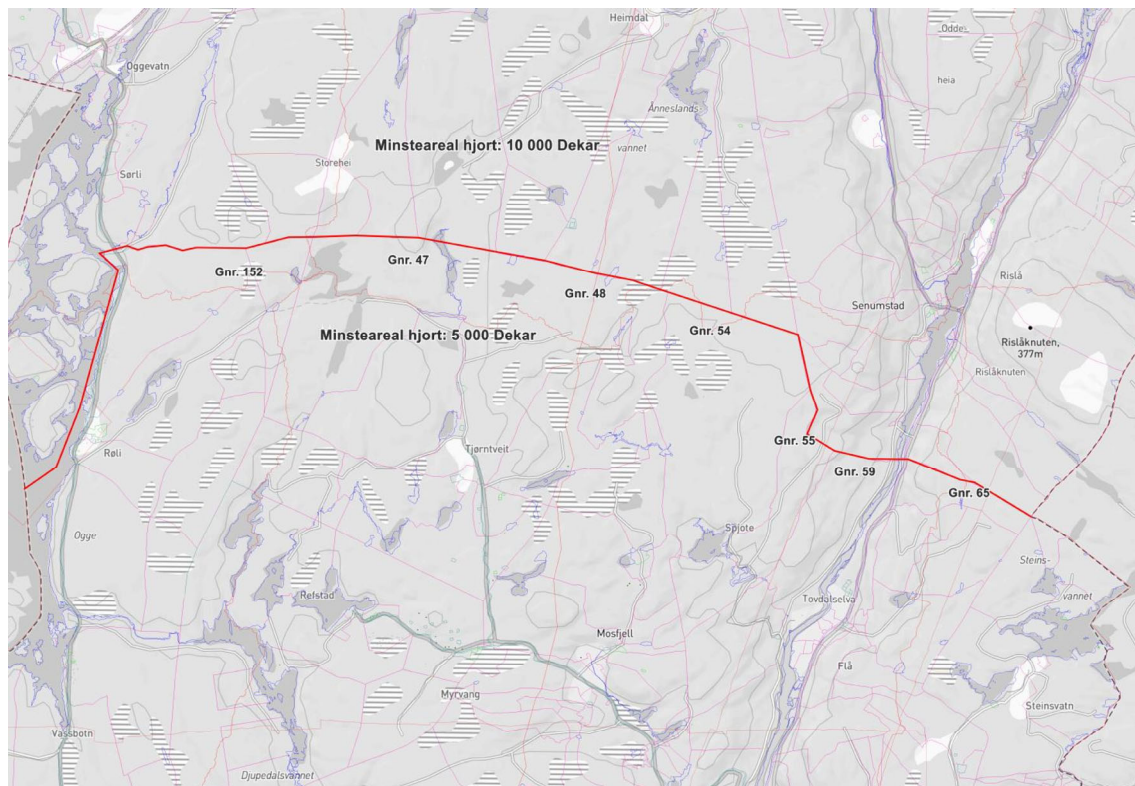 Heimdal
Odde-
heia
Oggevatn
Ånneslands-
vannet
Minsteareal hjort: 10 000 Dekar
Storehei
Sørli
Gnr. 152
Gnr. 47
Gnr. 48
Rislå
Senumstad
Gnr. 54
Minsteareal hjort: 5 000 Dekar
Rislåknuten,
377m
Rislåknuten
Gnr. 55
Røli
Tjørntveit
Gnr. 59
Gnr. 65
Ogge
Spjote
Steins-
vannet
Refstad
Tovdalselva
Mosfjell
Flå
Myrvang
Steinsvatn
Vassbotn
Djupedalsvannet